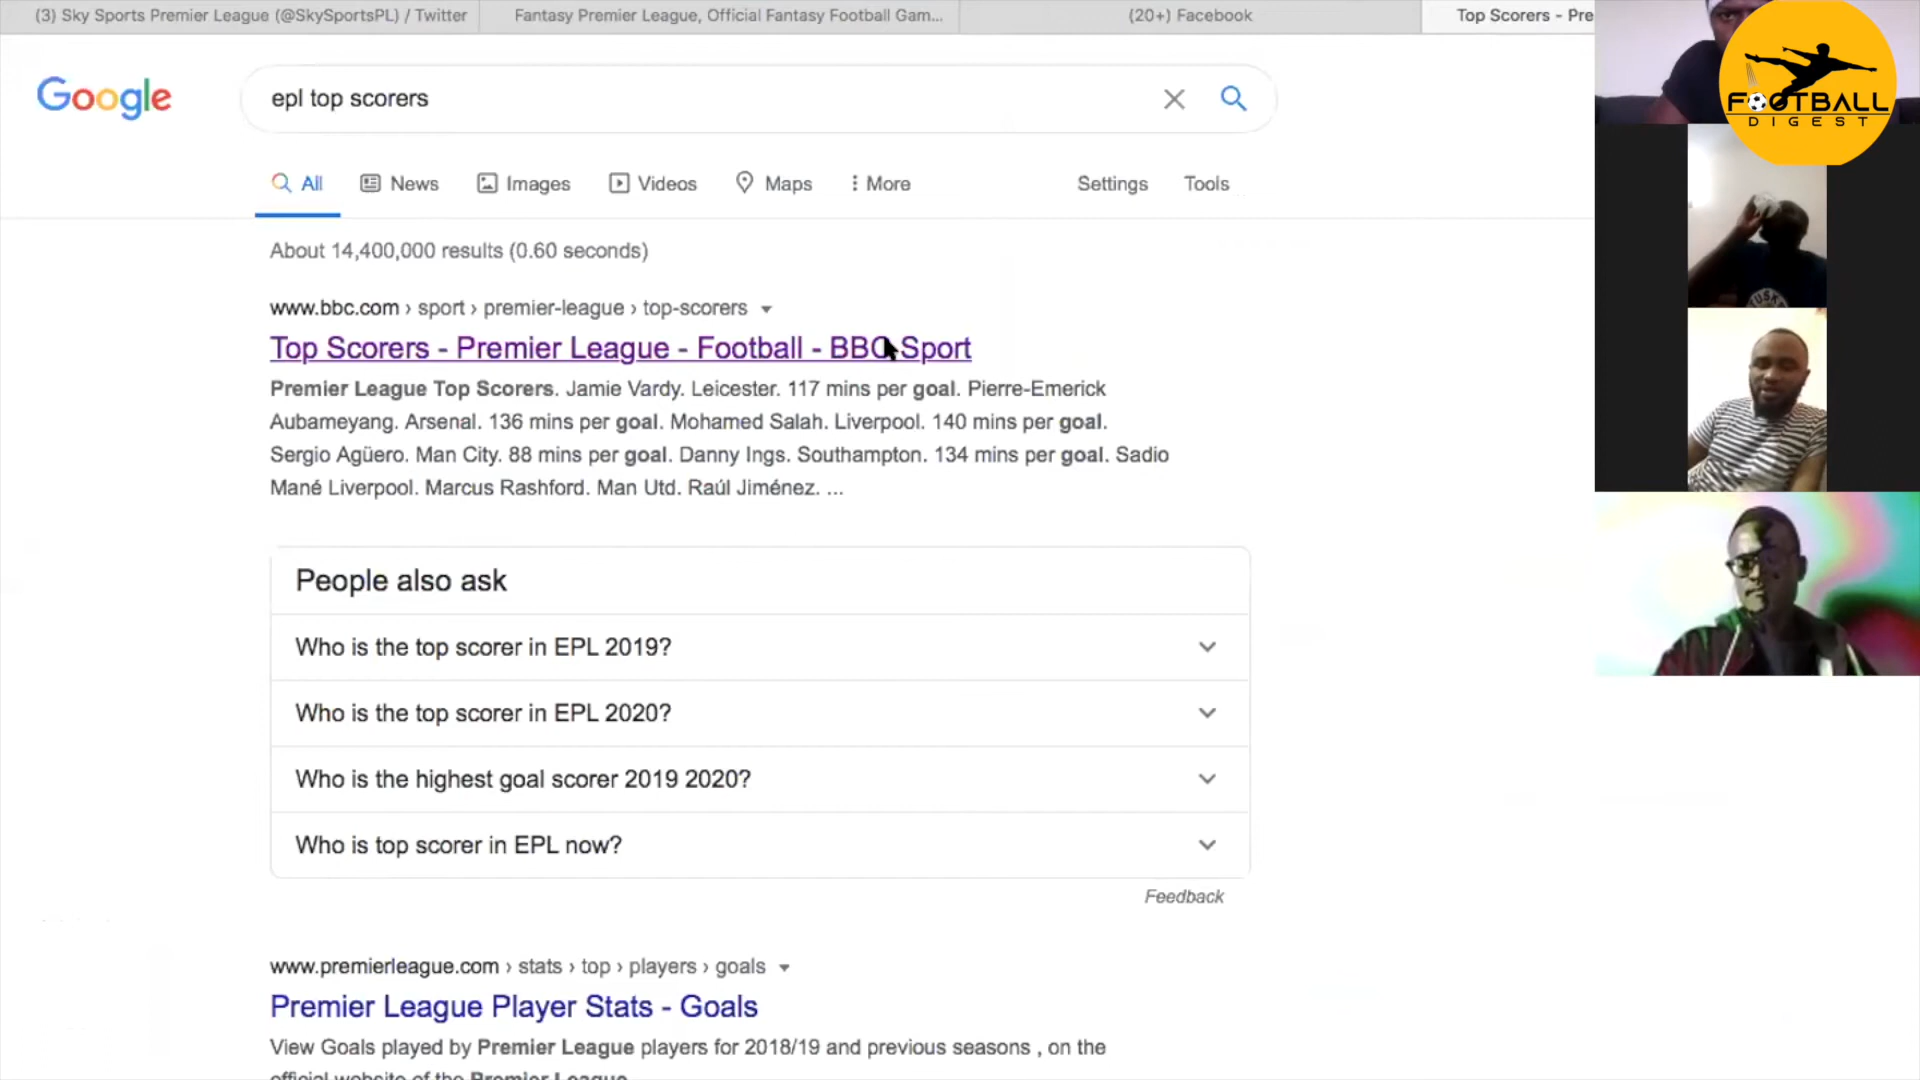 (3) Sky Sports Premier League (@SkySportsPL) / Twitter
Fantasy Premier League, Official Fantasy Football Gam...
(20+) Facebook
Top Scorers - Pre
Google
epl top scorers
All
News
Images
Videos
Maps
More
Settings
Tools
About 14,400,000 results (0.60 seconds)
www.bbc.com › sport › premier-league › top-scorers
Top Scorers - Premier League - Football - BBC Sport
Premier League Top Scorers. Jamie Vardy. Leicester. 117 mins per goal. Pierre-Emerick
Aubameyang. Arsenal. 136 mins per goal. Mohamed Salah. Liverpool. 140 mins per goal.
Sergio Agüero. Man City. 88 mins per goal. Danny Ings. Southampton. 134 mins per goal. Sadio
Mané Liverpool. Marcus Rashford. Man Utd. Raúl Jiménez. ...
People also ask
Who is the top scorer in EPL 2019?
Who is the top scorer in EPL 2020?
Who is the highest goal scorer 2019 2020?
Who is top scorer in EPL now?
Feedback
www.premierleague.com › stats › top › players › goals
Premier League Player Stats - Goals
View Goals played by Premier League players for 2018/19 and previous seasons , on the
official website of the Premier League
FOOTBALL
DIGEST